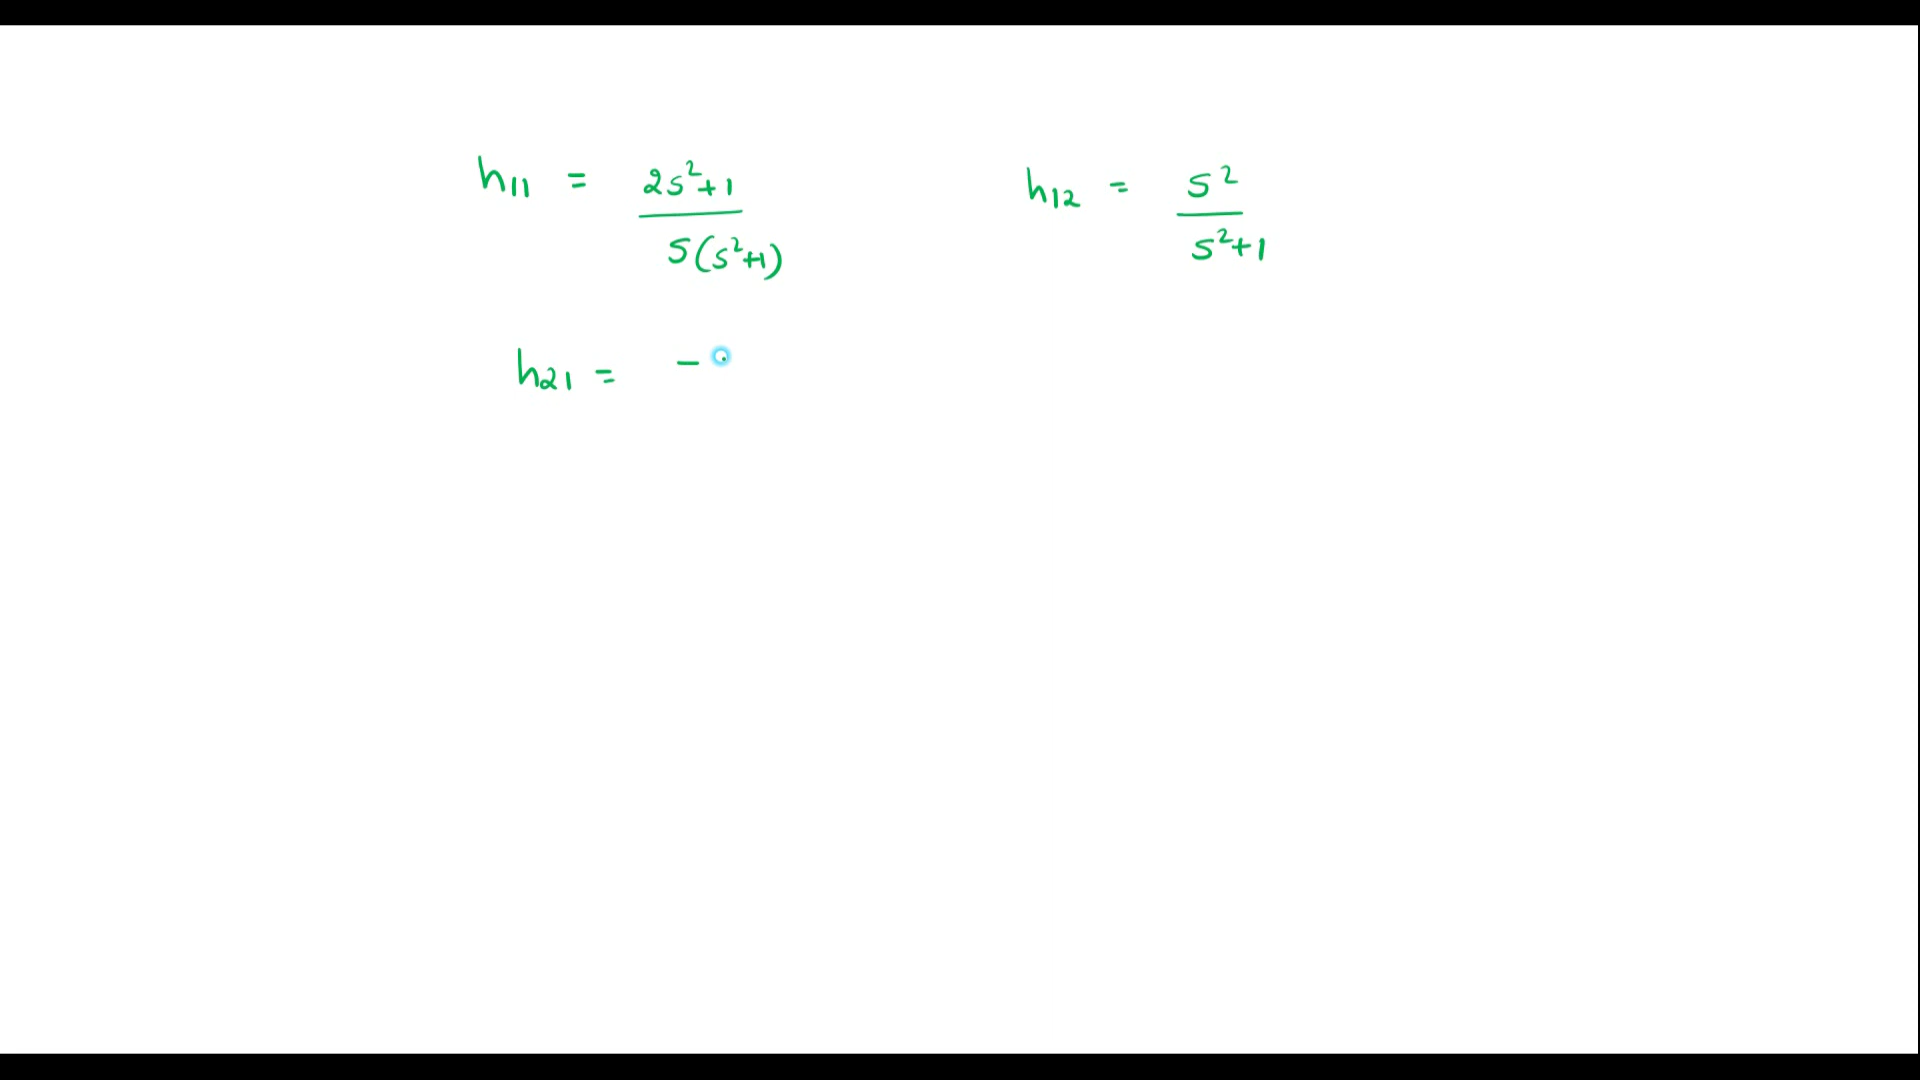 h₁₁ = (2s²+1)/(s(s²+1))    h₁₂ = s²/(s²+1)
h₂₁ = -